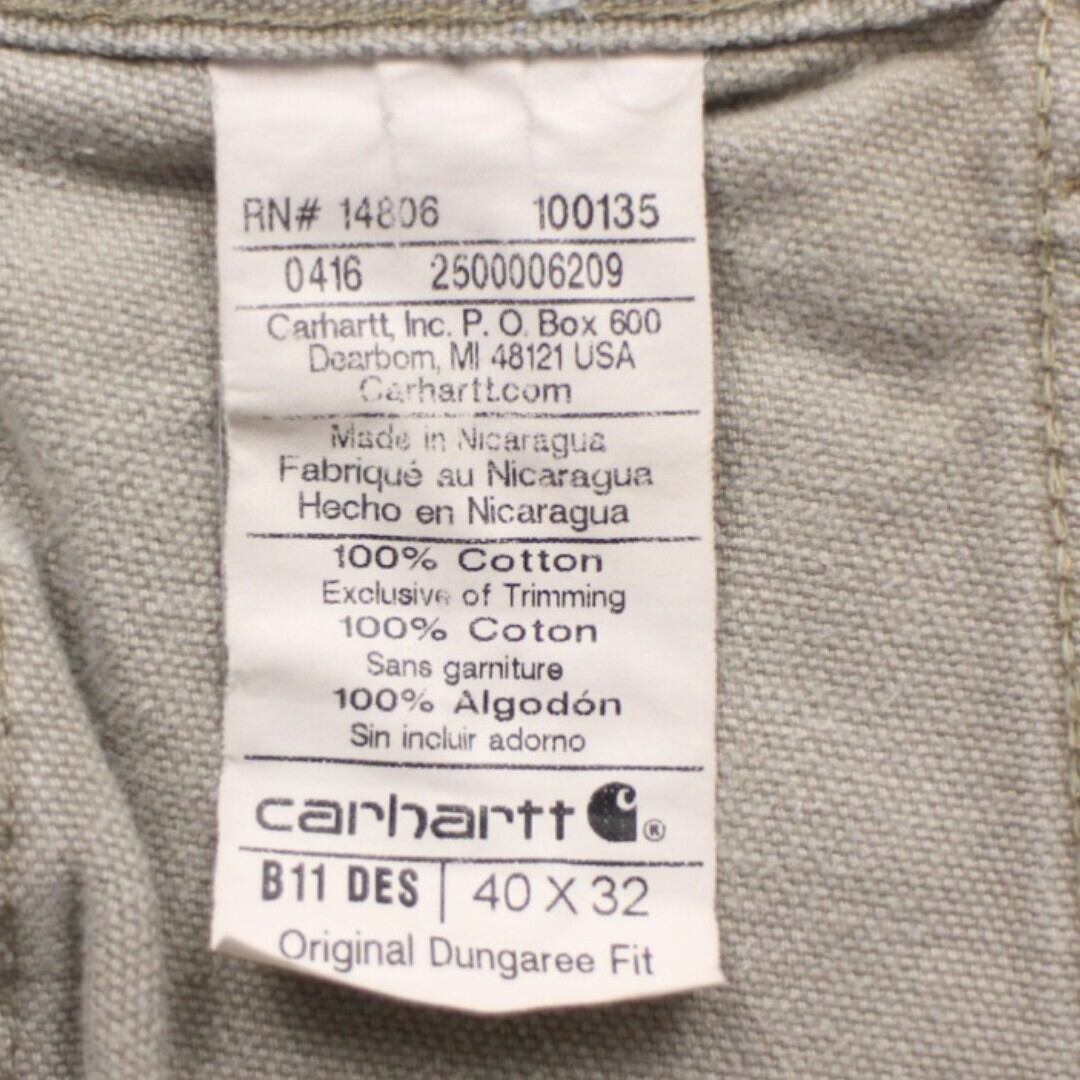 RN# 14806 100135
0416 2500006209
Carhartt, Inc. P. O. Box 600
Dearborn, MI 48121 USA
Carhartt.com
Made in Nicaragua
Fabriqué au Nicaragua
Hecho en Nicaragua
100% Cotton
Exclusive of Trimming
100% Coton
Sans garniture
100% Algodón
Sin incluir adorno
carhartt ®
B11 DES | 40 X 32
Original Dungaree Fit